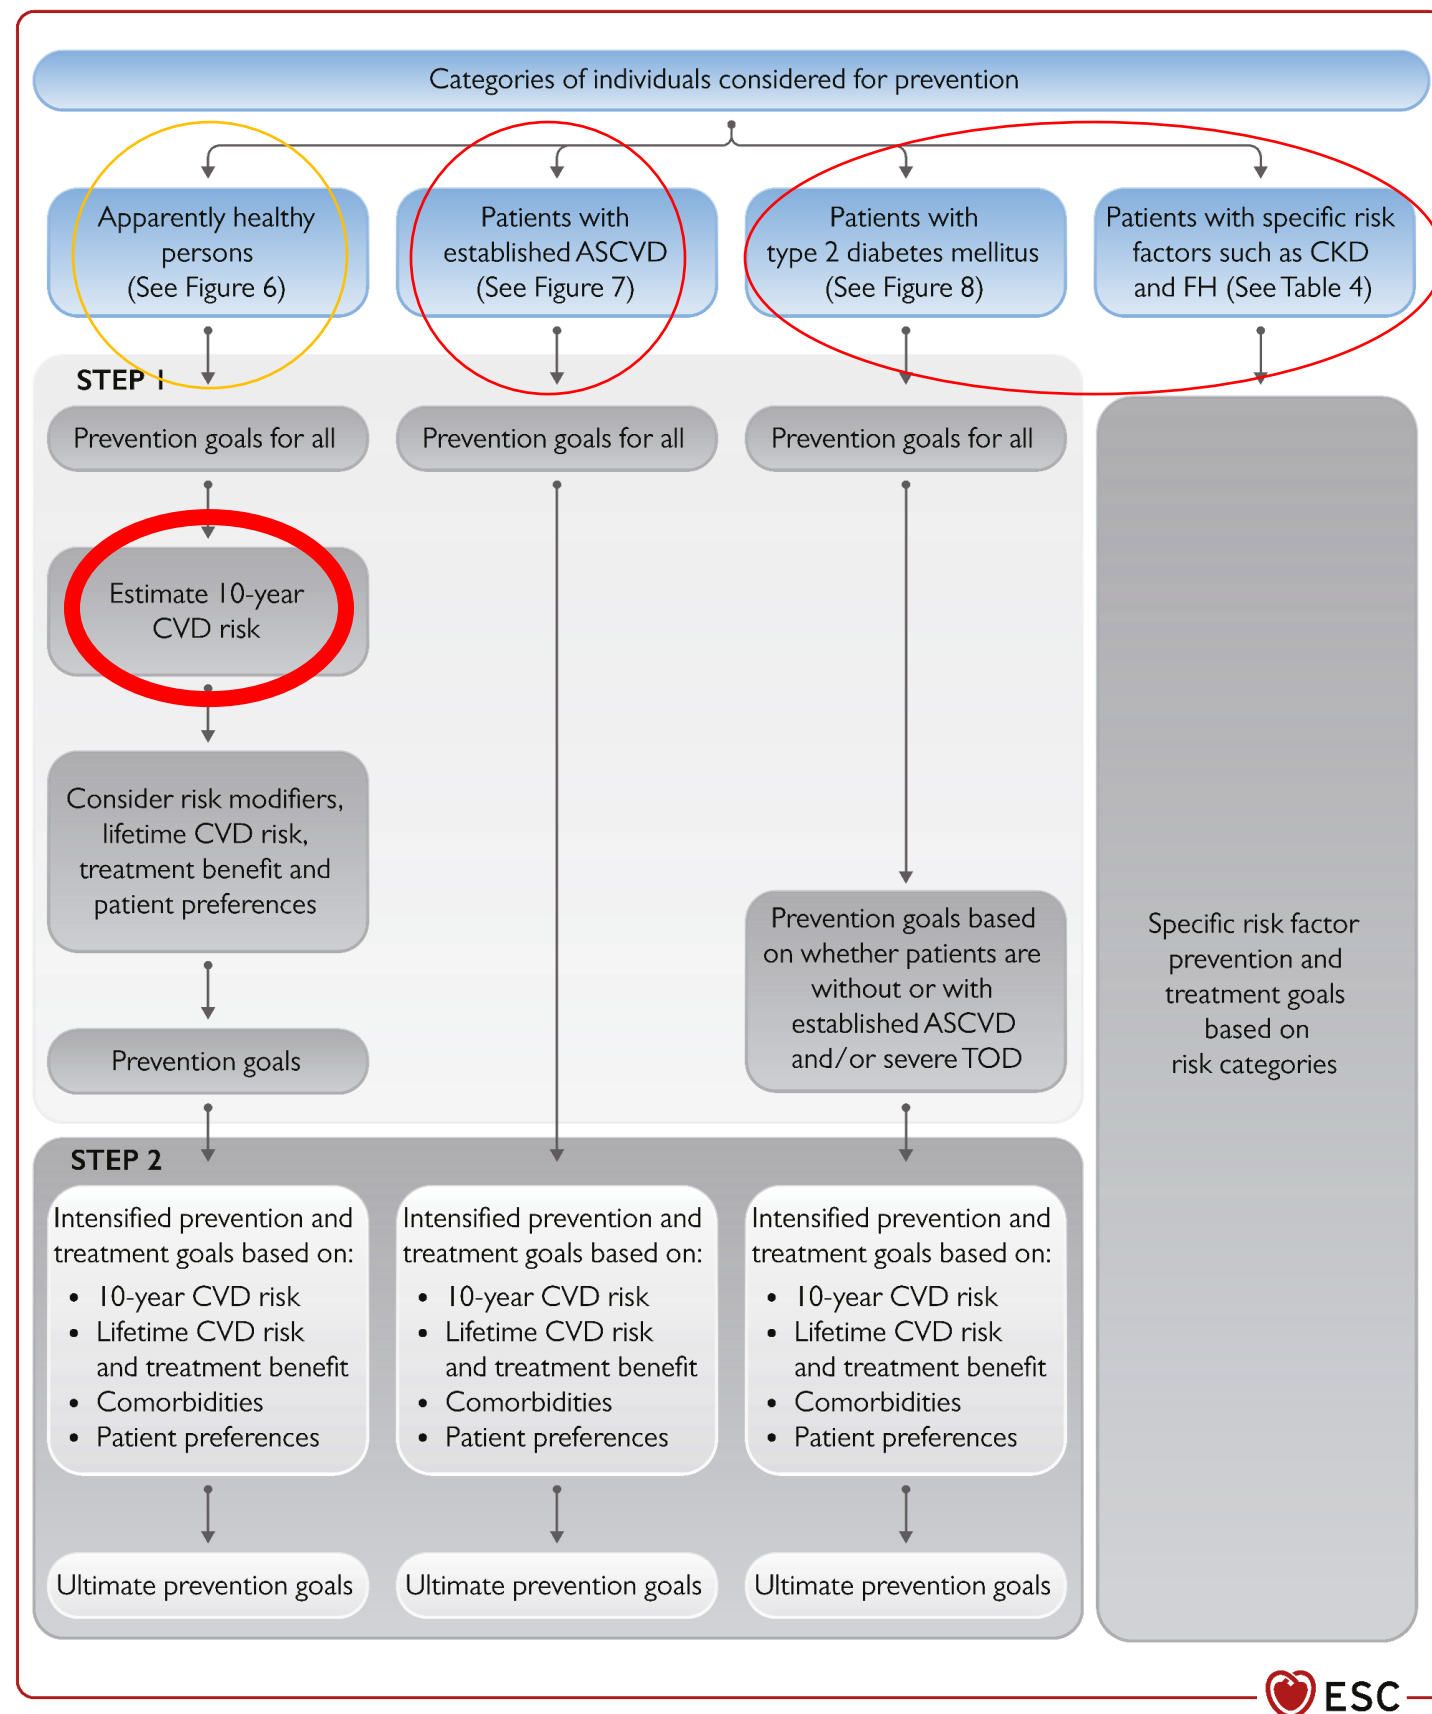 Categories of individuals considered for prevention
Apparently healthy
persons
(See Figure 6)
Patients with
established ASCVD
(See Figure 7)
Patients with
type 2 diabetes mellitus
(See Figure 8)
Patients with specific risk
factors such as CKD
and FH (See Table 4)
STEP 1
Prevention goals for all
Prevention goals for all
Prevention goals for all
Estimate 10-year
CVD risk
Consider risk modifiers,
lifetime CVD risk,
treatment benefit and
patient preferences
Prevention goals
Prevention goals based
on whether patients are
without or with
established ASCVD
and/or severe TOD
Specific risk factor
prevention and
treatment goals
based on
risk categories
STEP 2
Intensified prevention and
treatment goals based on:
• 10-year CVD risk
• Lifetime CVD risk
and treatment benefit
• Comorbidities
• Patient preferences
Intensified prevention and
treatment goals based on:
• 10-year CVD risk
• Lifetime CVD risk
and treatment benefit
• Comorbidities
• Patient preferences
Intensified prevention and
treatment goals based on:
• 10-year CVD risk
• Lifetime CVD risk
and treatment benefit
• Comorbidities
• Patient preferences
Ultimate prevention goals
Ultimate prevention goals
Ultimate prevention goals
ESC